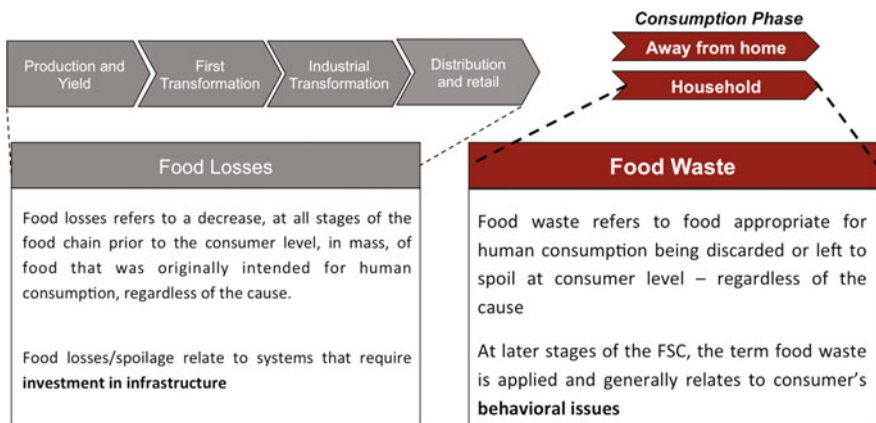 Consumption Phase
Production and
Yield
First
Transformation
Industrial
Transformation
Distribution
and retail
Away from home
Household
Food Losses
Food losses refers to a decrease, at all stages of the
food chain prior to the consumer level, in mass, of
food that was originally intended for human
consumption, regardless of the cause.
Food losses/spoilage relate to systems that require
investment in infrastructure
Food Waste
Food waste refers to food appropriate for
human consumption being discarded or left to
spoil at consumer level – regardless of the
cause
At later stages of the FSC, the term food waste
is applied and generally relates to consumer's
behavioral issues